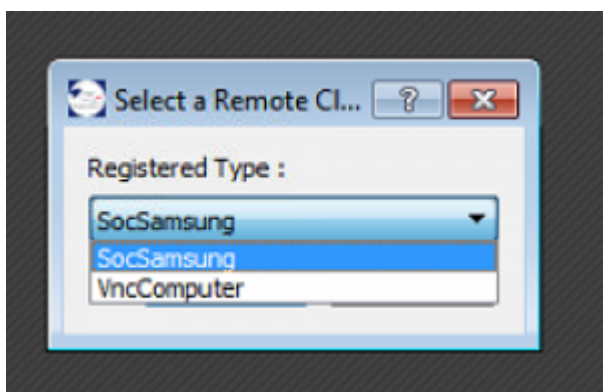 Select a Remote Cl...
Registered Type :
SocSamsung
SocSamsung
VncComputer